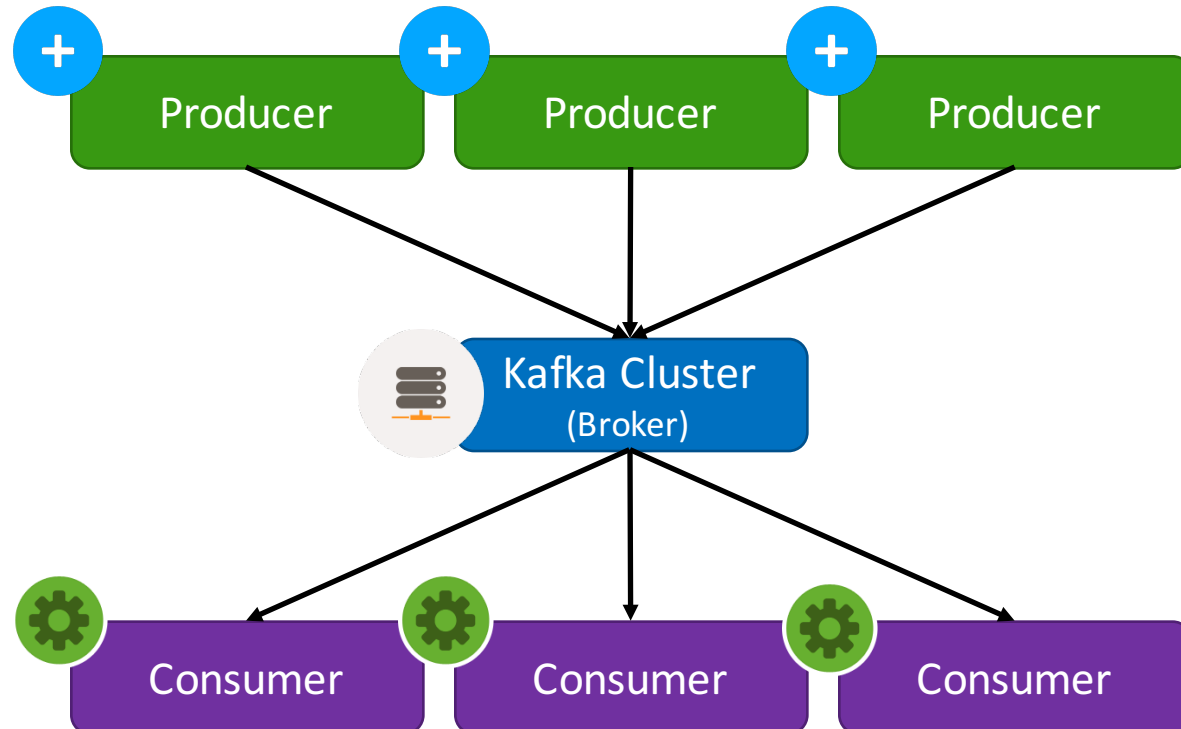 Producer
Producer
Producer
Kafka Cluster
(Broker)
Consumer
Consumer
Consumer